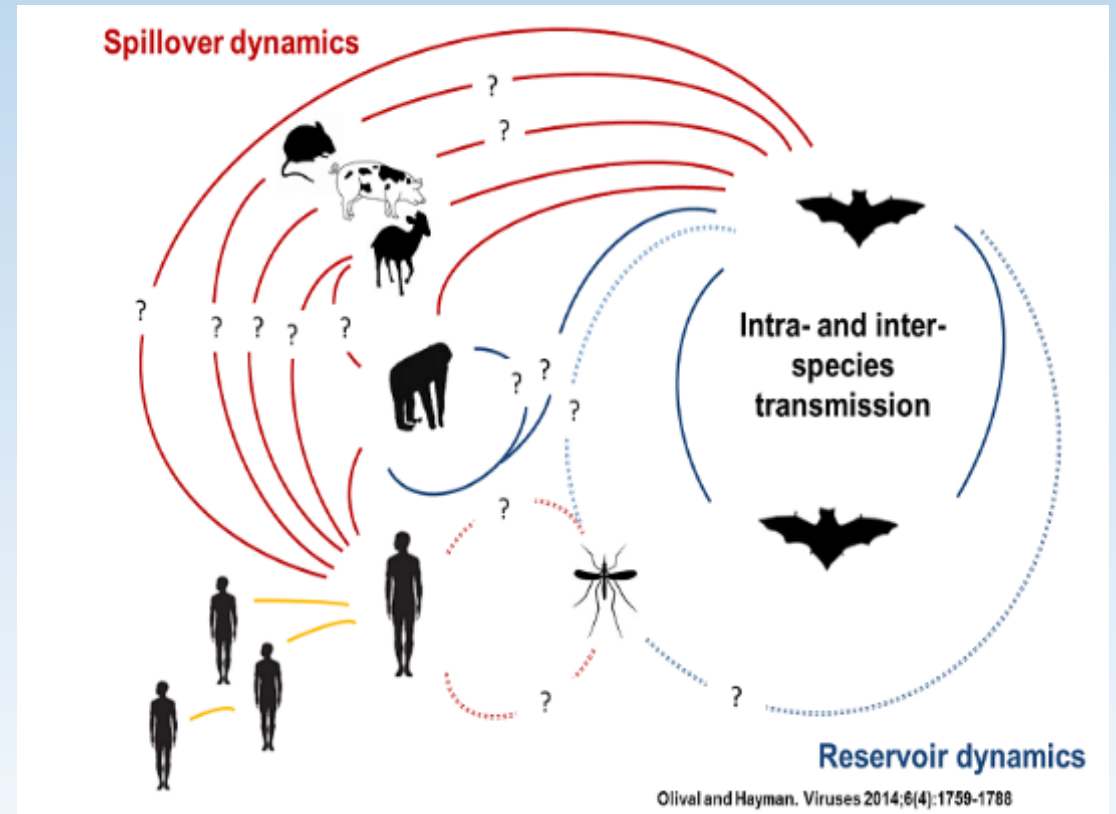 Spillover dynamics
?
?
?
?
?
?
?
?
?
?
Intra- and inter-
species
transmission
?
?
?
Reservoir dynamics
Olival and Hayman. Viruses 2014;6(4):1759-1788